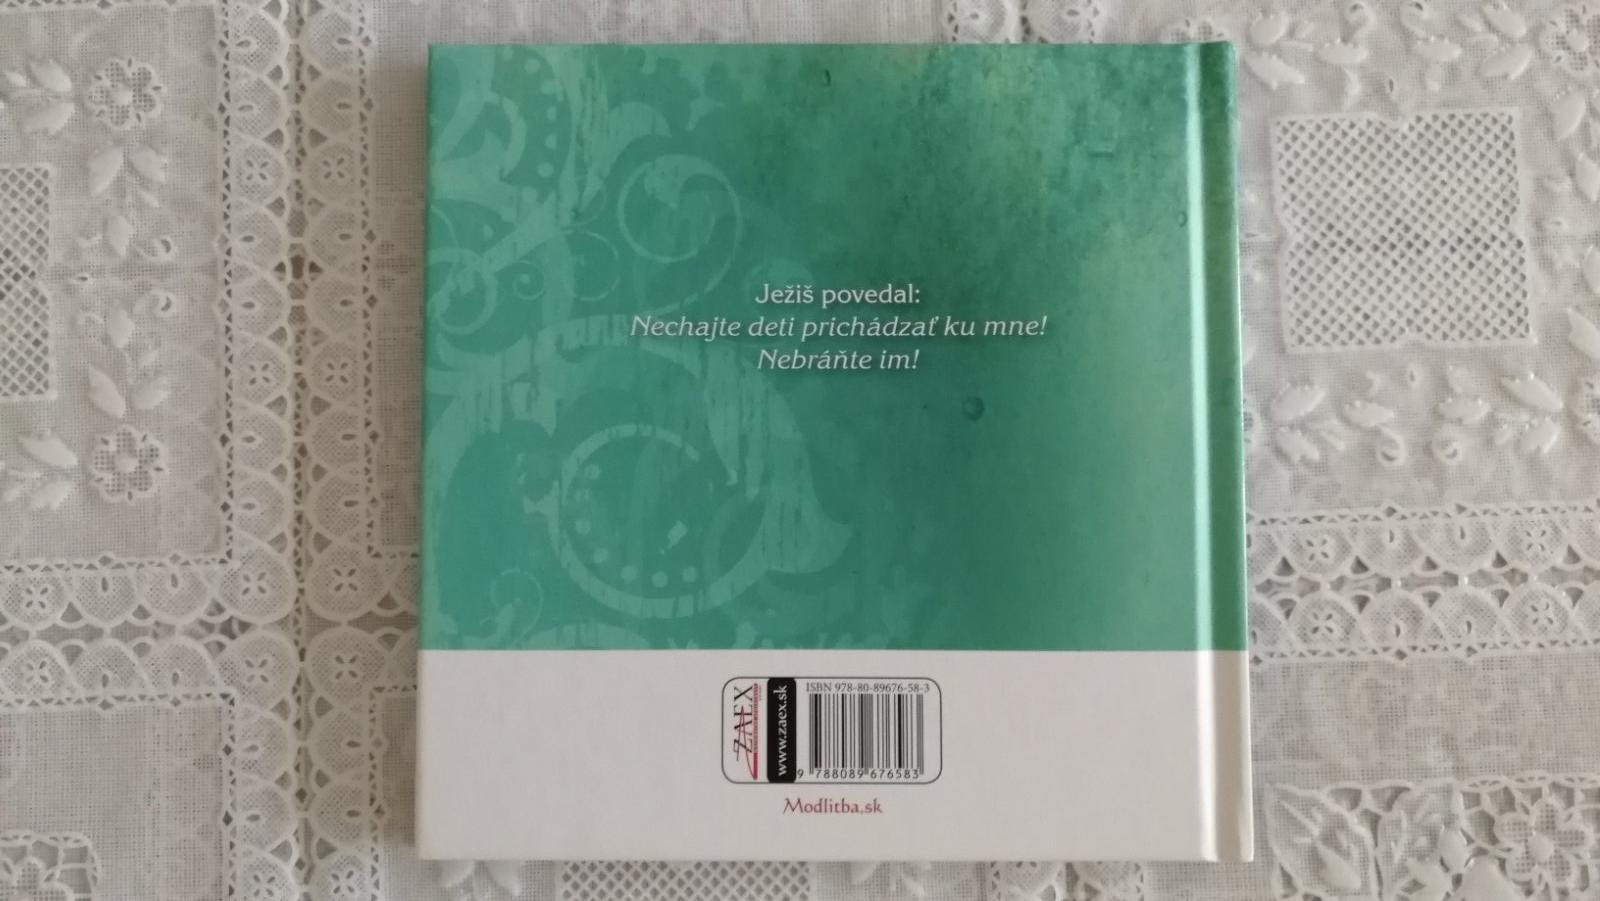 Ježiš povedal:
Nechajte deti prichádzať ku mne!
Nebráňte im!
ZAEX
www.zaex.sk
ISBN 978-80-89676-58-3
9 788089 676583
Modlitba.sk